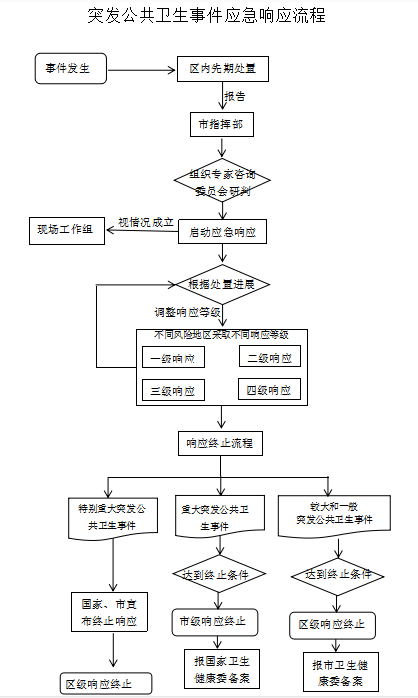 突发公共卫生事件应急响应流程
事件发生
区内先期处置
报告
市指挥部
组织专家咨询
委员会研判
视情况成立
现场工作组
启动应急响应
根据处置进展
调整响应等级
不同风险地区采取不同响应等级
一级响应
二级响应
三级响应
四级响应
响应终止流程
特别重大突发公
共卫生事件
重大突发公共卫
生事件
较大和一般
突发公共卫生事件
达到终止条件
达到终止条件
国家、市宣
布终止响应
市级响应终止
区级响应终止
区级响应终止
报国家卫生
健康委备案
报市卫生健
康委备案